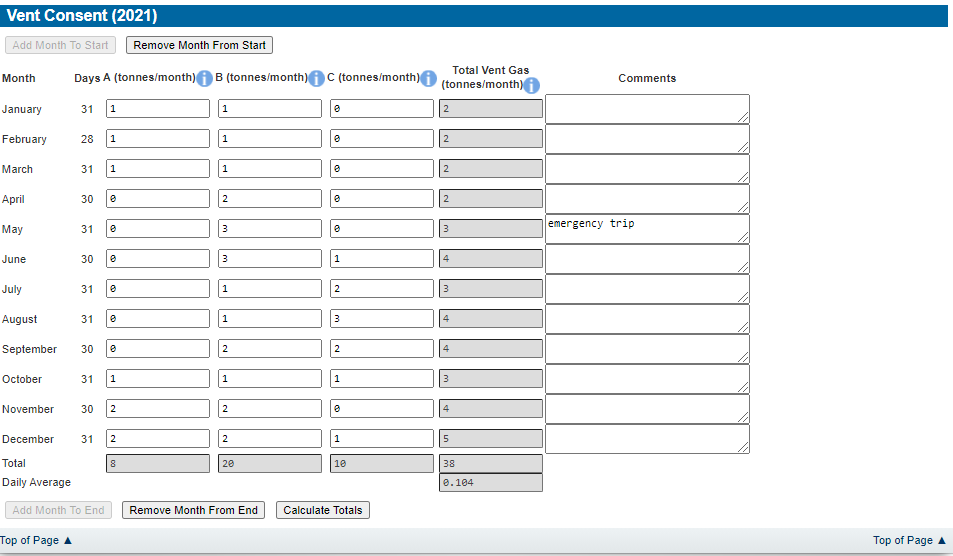 Vent Consent (2021)
Add Month To Start Remove Month From Start
Month Days A (tonnes/month) i B (tonnes/month) i C (tonnes/month) i Total Vent Gas (tonnes/month) i Comments
January 31 1 1 0 2
February 28 1 1 0 2
March 31 1 1 0 2
April 30 0 2 0 2
May 31 0 3 0 3 emergency trip
June 30 0 3 1 4
July 31 0 1 2 3
August 31 0 1 3 4
September 30 0 2 2 4
October 31 1 1 1 3
November 30 2 2 0 4
December 31 2 2 1 5
Total 8 20 10 38
Daily Average 0.104
Add Month To End Remove Month From End Calculate Totals
Top of Page ▲ Top of Page ▲